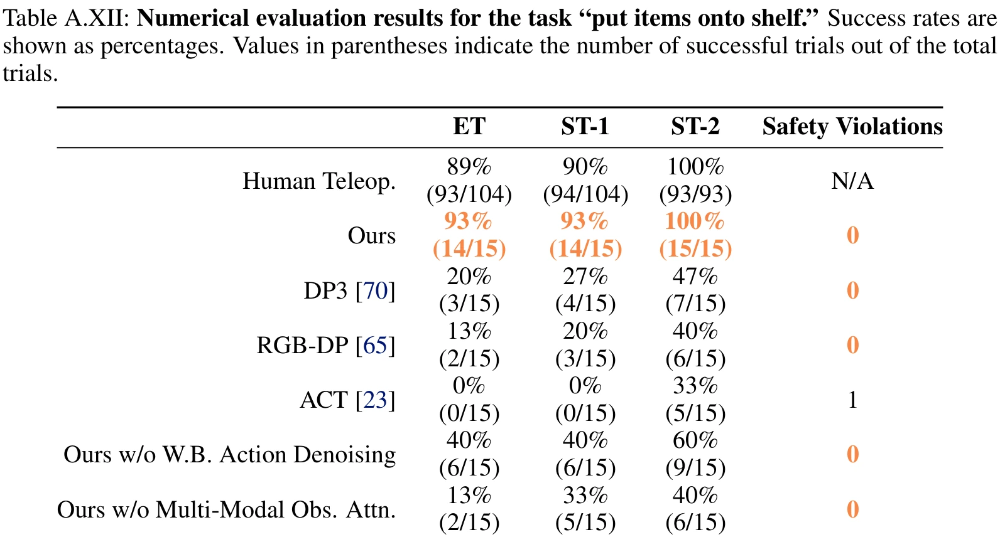 Table A.XII: Numerical evaluation results for the task “put items onto shelf.” Success rates are
shown as percentages. Values in parentheses indicate the number of successful trials out of the total
trials.
ET ST-1 ST-2 Safety Violations
Human Teleop. 89% 90% 100% N/A
(93/104) (94/104) (93/93)
Ours 93% 93% 100% 0
(14/15) (14/15) (15/15)
DP3 [70] 20% 27% 47% 0
(3/15) (4/15) (7/15)
RGB-DP [65] 13% 20% 40% 0
(2/15) (3/15) (6/15)
ACT [23] 0% 0% 33% 1
(0/15) (0/15) (5/15)
Ours w/o W.B. Action Denoising 40% 40% 60% 0
(6/15) (6/15) (9/15)
Ours w/o Multi-Modal Obs. Attn. 13% 33% 40% 0
(2/15) (5/15) (6/15)